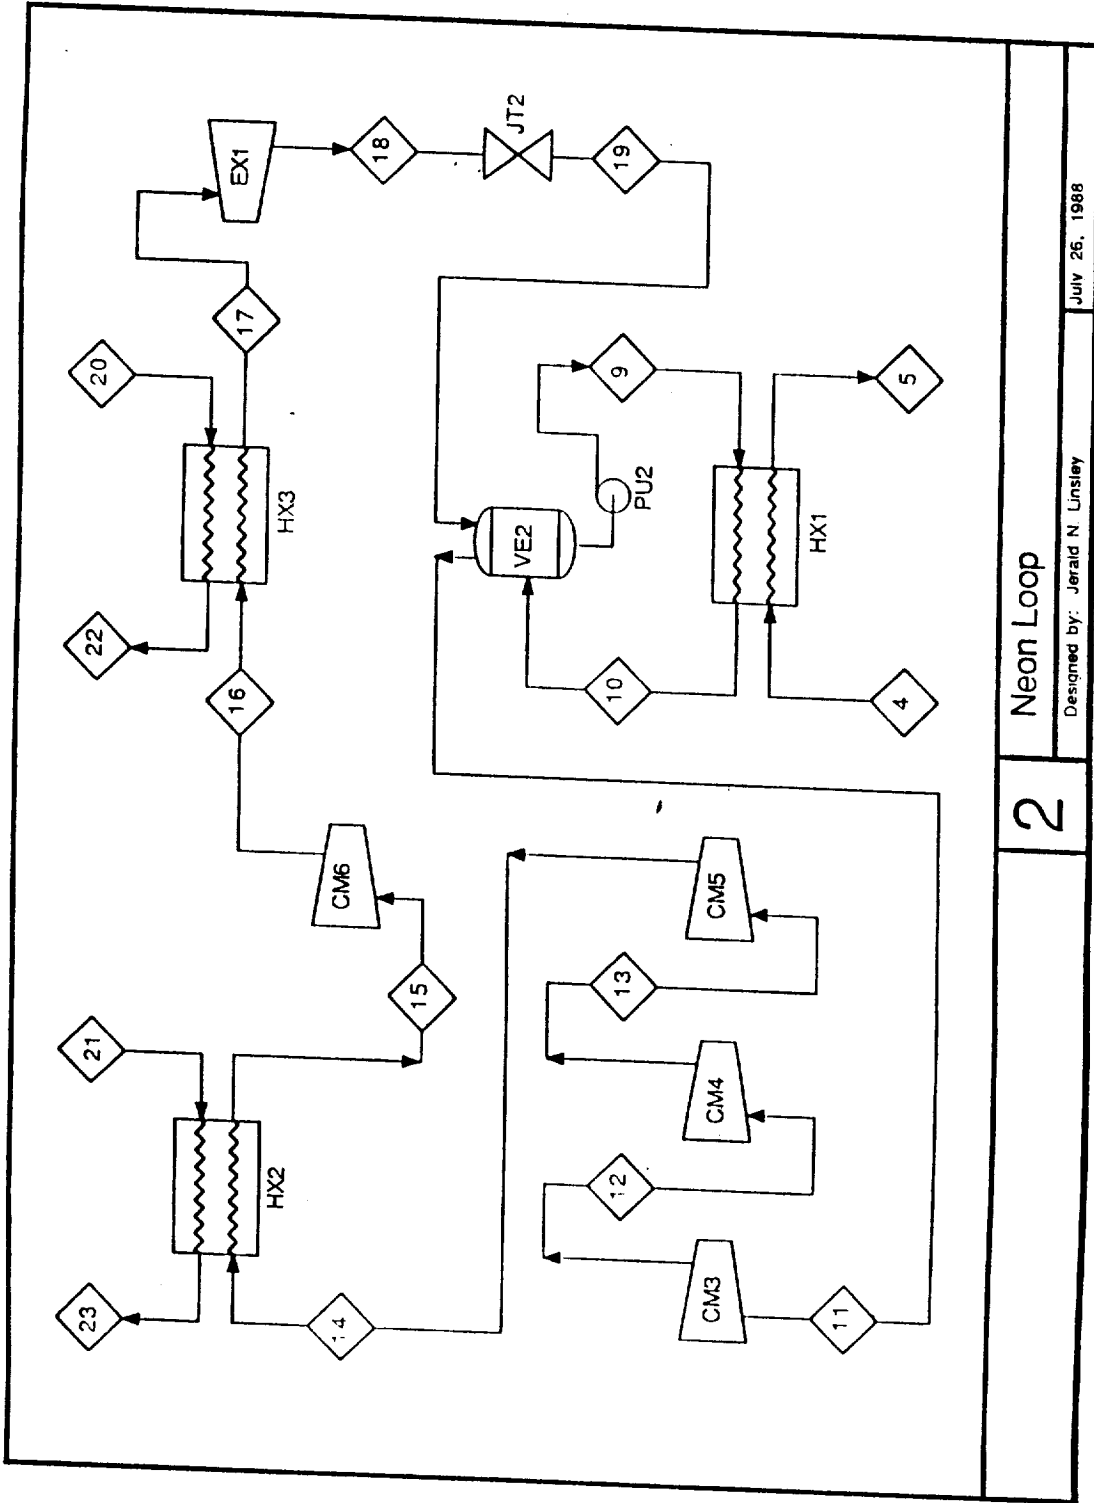 23
21
22
20
16
17
EX1
HX2
HX3
14
CM6
18
15
VE2
JT2
12
13
10
9
19
PU2
CM3
CM4
CM5
HX1
11
4
5
2
Neon Loop
Designed by: Jerald N. Linsley
July 26, 1988